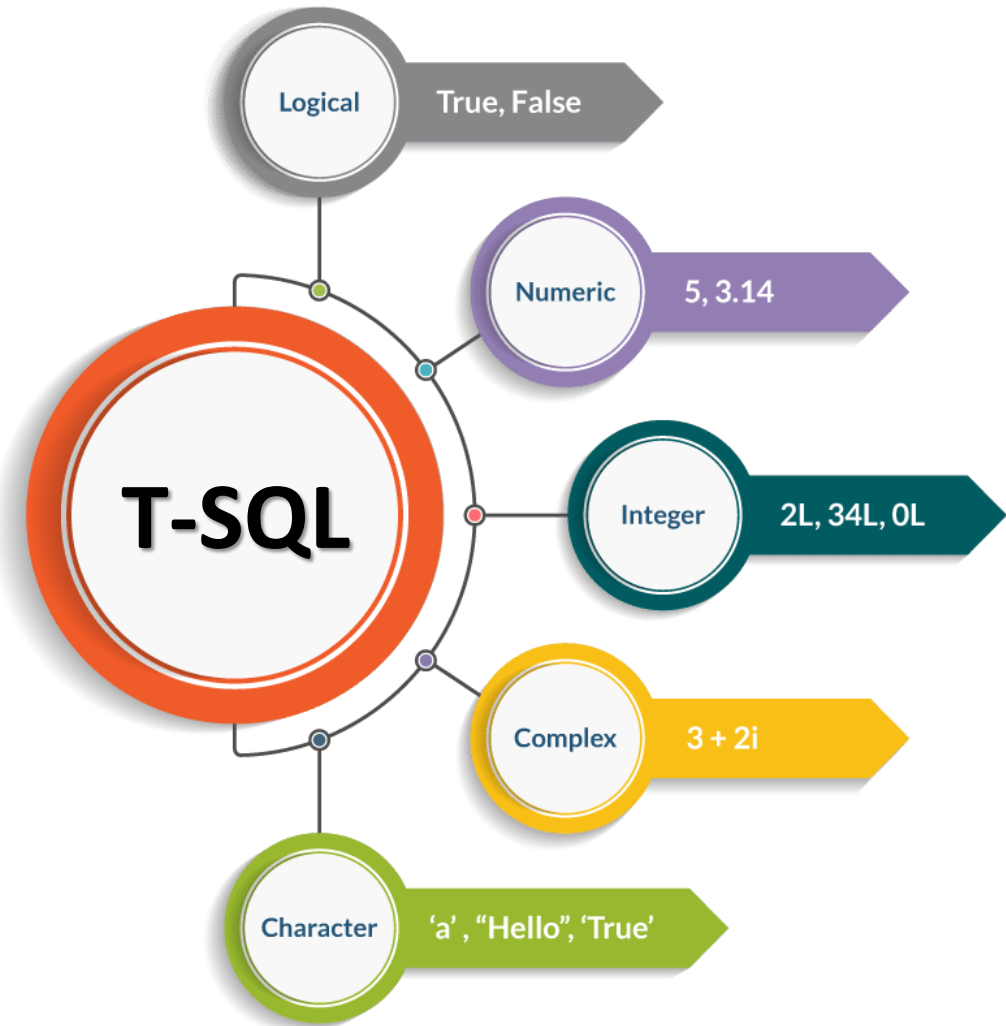 Logical
True, False
Numeric
5, 3.14
T-SQL
Integer
2L, 34L, 0L
Complex
3 + 2i
Character
‘a’ , “Hello”, ‘True’